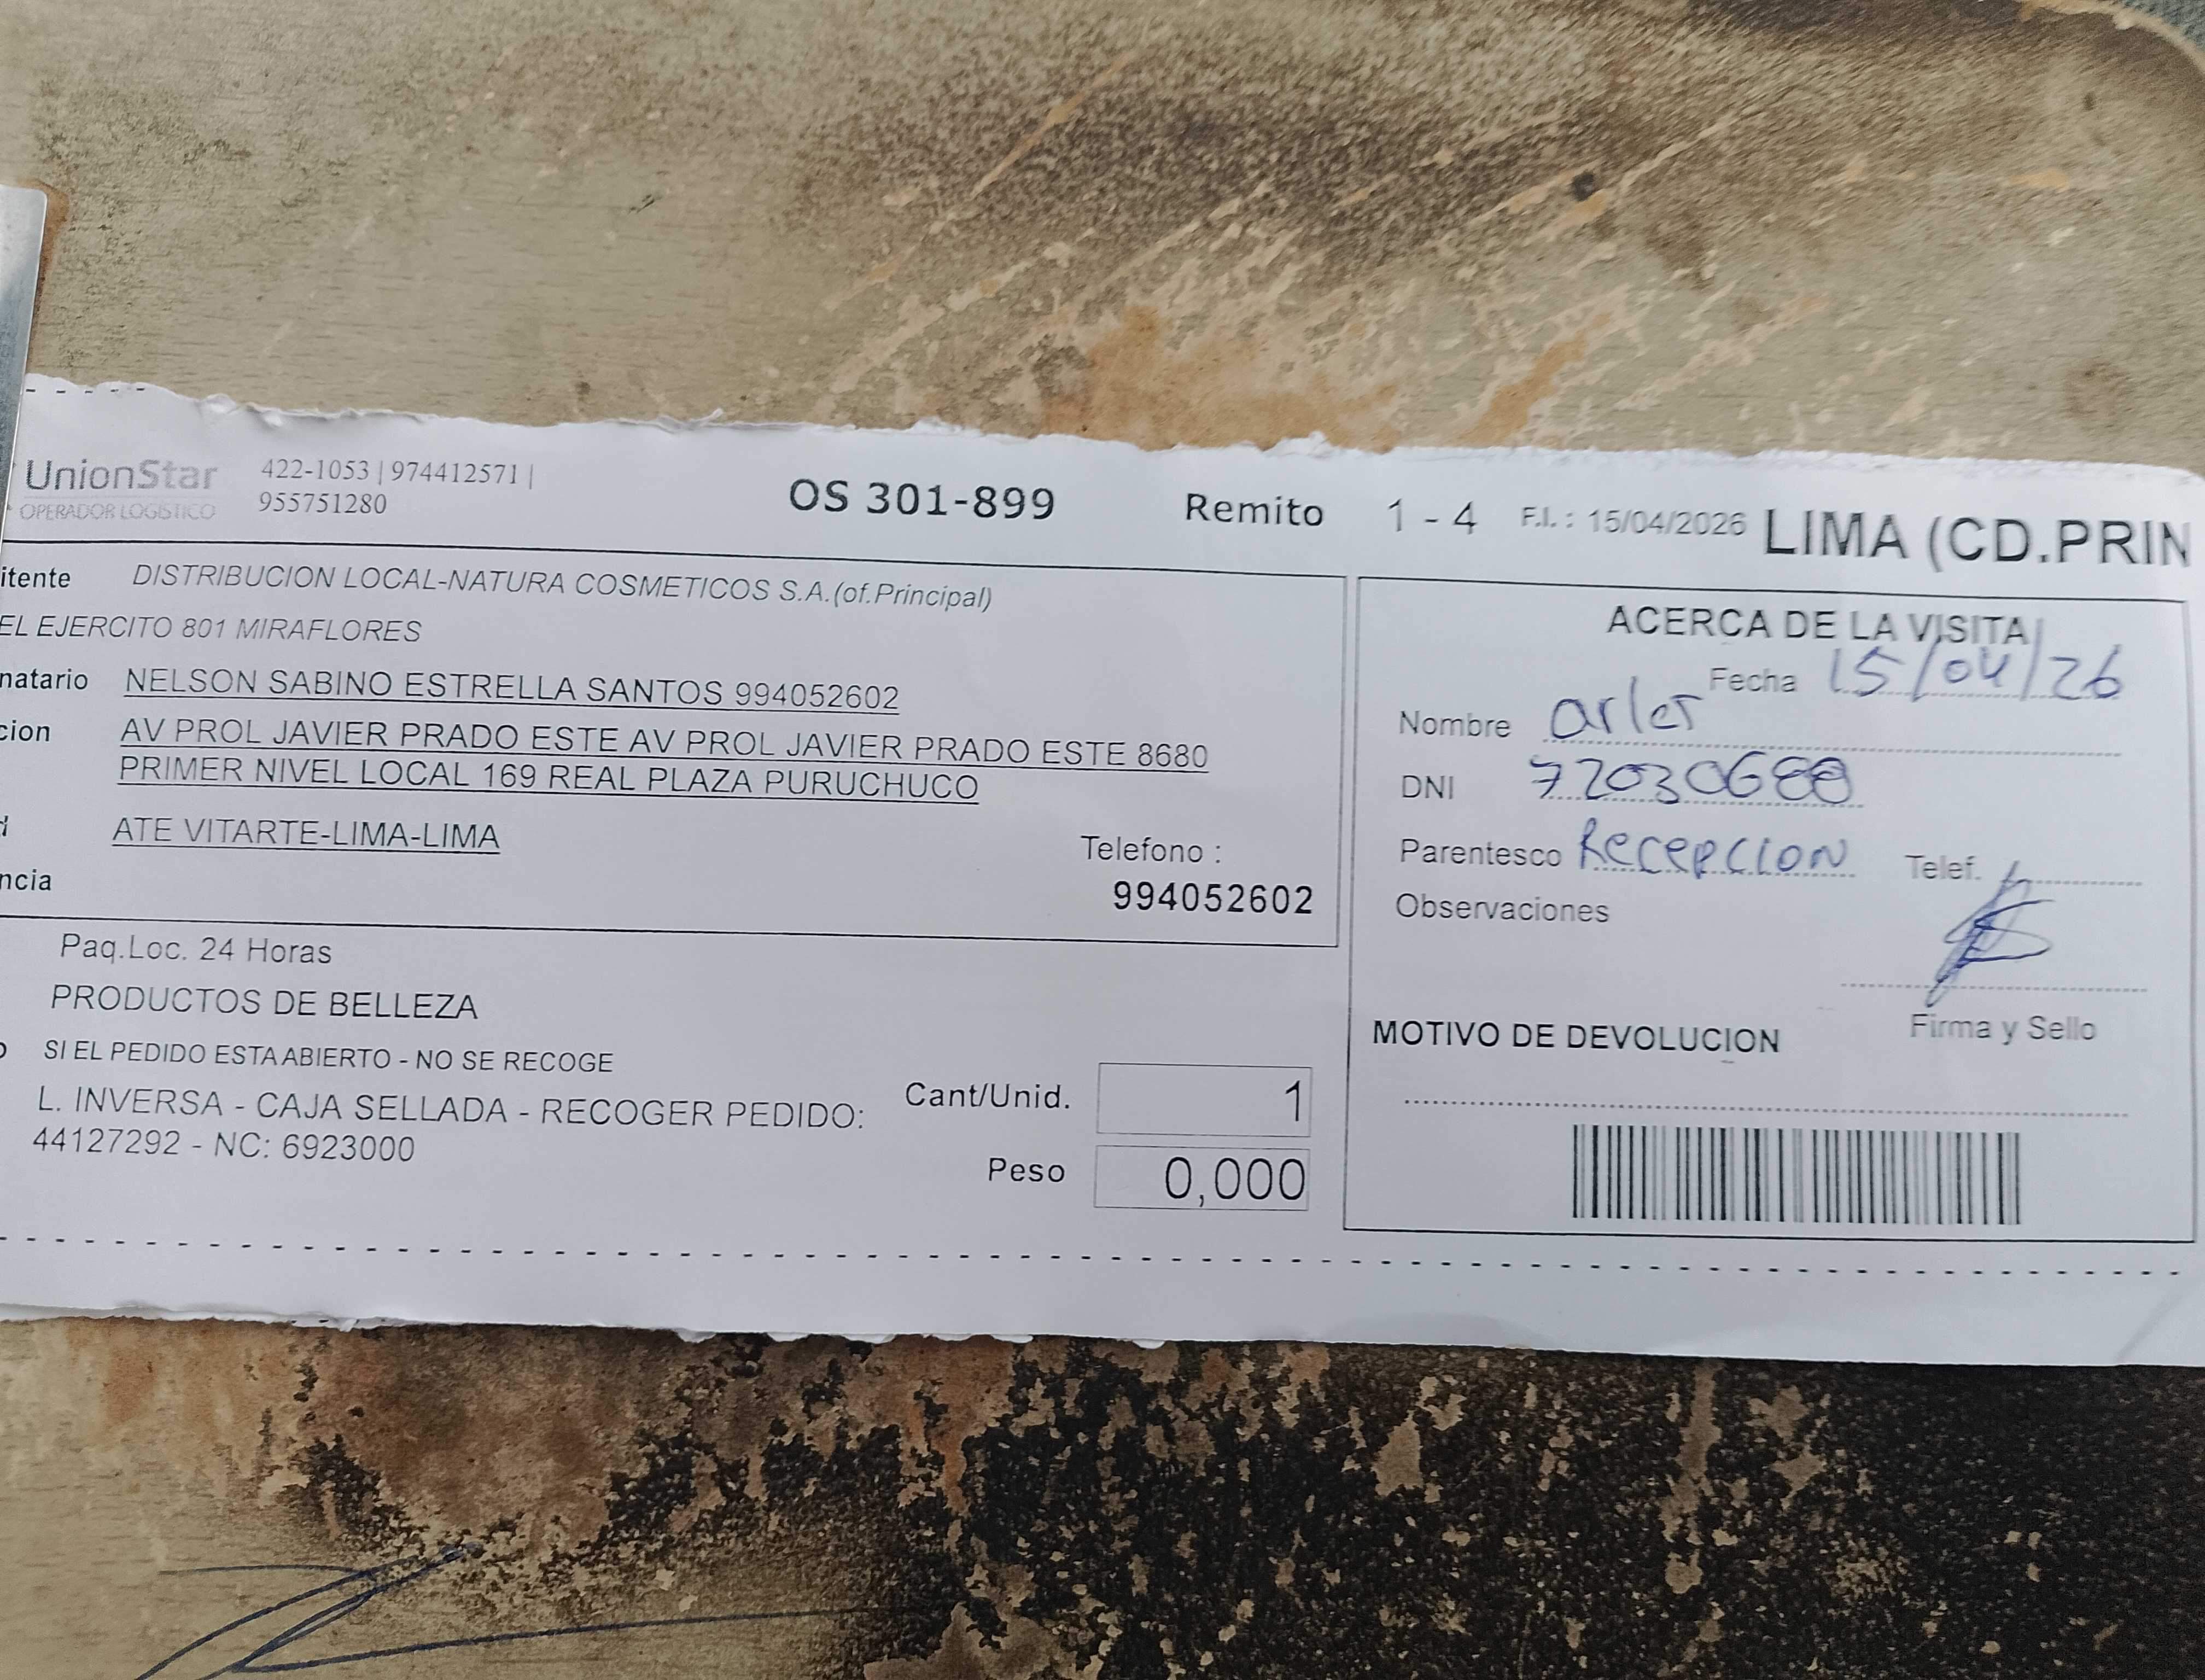 UnionStar 422-1053 | 974412571 |
OPERADOR LOGISTICO 955751280
OS 301-899 Remito 1 - 4 F.I. : 15/04/2026 LIMA (CD.PRIN
itente DISTRIBUCION LOCAL-NATURA COSMETICOS S.A.(of.Principal)
EL EJERCITO 801 MIRAFLORES
natario NELSON SABINO ESTRELLA SANTOS 994052602
cion AV PROL JAVIER PRADO ESTE AV PROL JAVIER PRADO ESTE 8680
PRIMER NIVEL LOCAL 169 REAL PLAZA PURUCHUCO
ATE VITARTE-LIMA-LIMA
Telefono :
ncia
994052602
Paq.Loc. 24 Horas
PRODUCTOS DE BELLEZA
SI EL PEDIDO ESTA ABIERTO - NO SE RECOGE
L. INVERSA - CAJA SELLADA - RECOGER PEDIDO:
44127292 - NC: 6923000
Cant/Unid. 1
Peso 0,000
ACERCA DE LA VISITA
Fecha 15/04/26
Nombre arler
DNI 72030688
Parentesco RECEPCION Telef.
Observaciones
Firma y Sello
MOTIVO DE DEVOLUCION